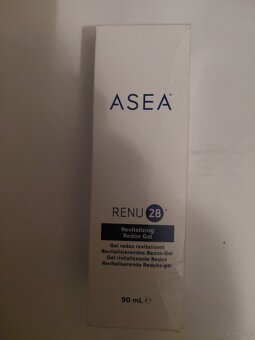 ASEA®
RENU 28®
Revitalizing
Redox Gel
Gel redox revitalisant
Revitalisierendes Redox-Gel
Gel rivitalizzante Redox
Revitaliserende Redoks-gel
90 mL ℮